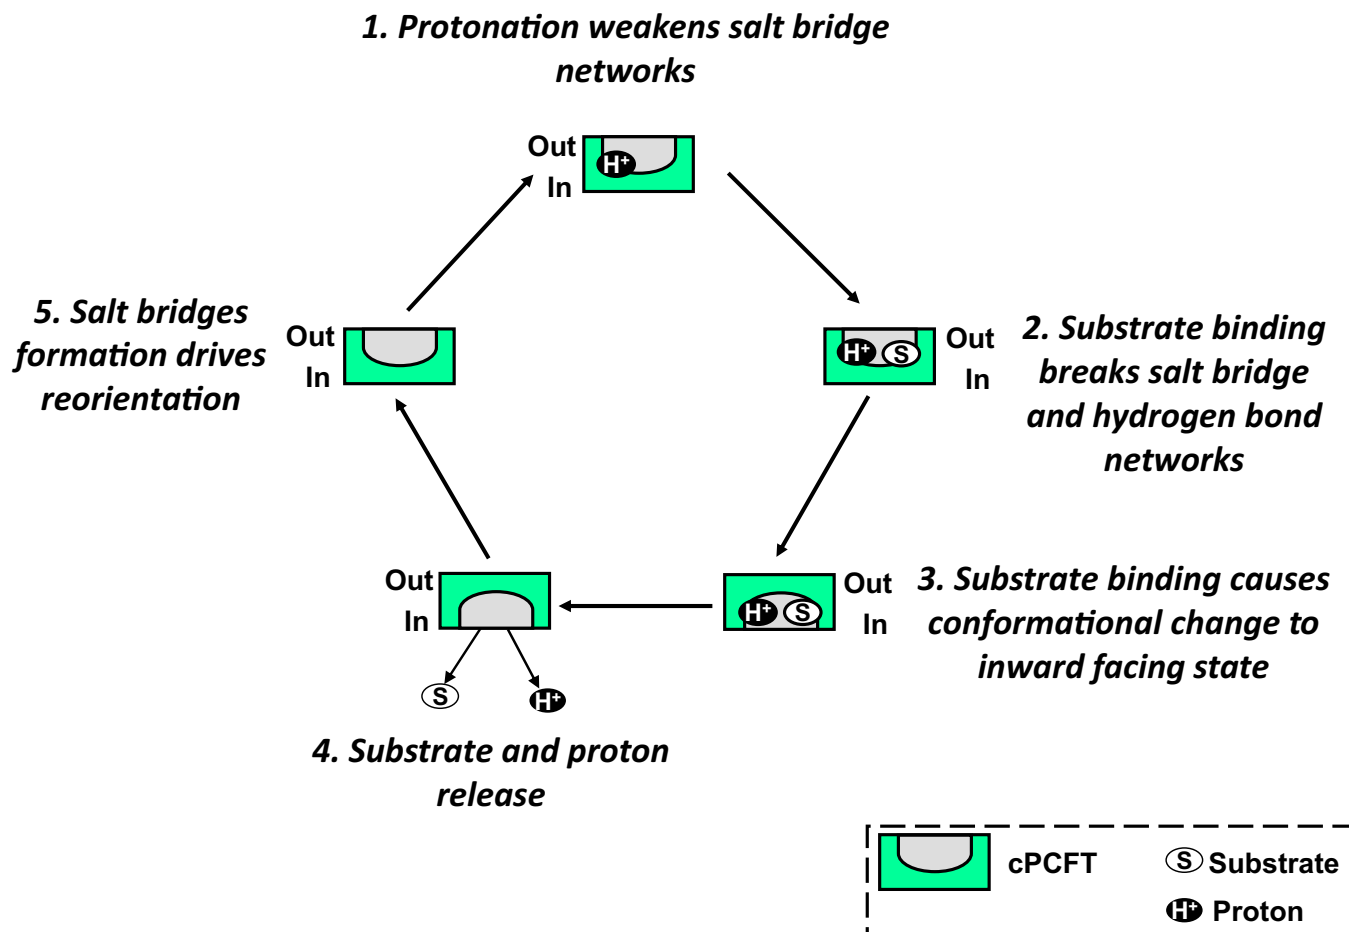 1. Protonation weakens salt bridge
networks
Out
In
H+
5. Salt bridges
formation drives
reorientation
Out
In
H+
S
Out
In
2. Substrate binding
breaks salt bridge
and hydrogen bond
networks
Out
In
H+
S
Out
In
3. Substrate binding causes
conformational change to
inward facing state
S
H+
4. Substrate and proton
release
cPCFT
S Substrate
H+ Proton